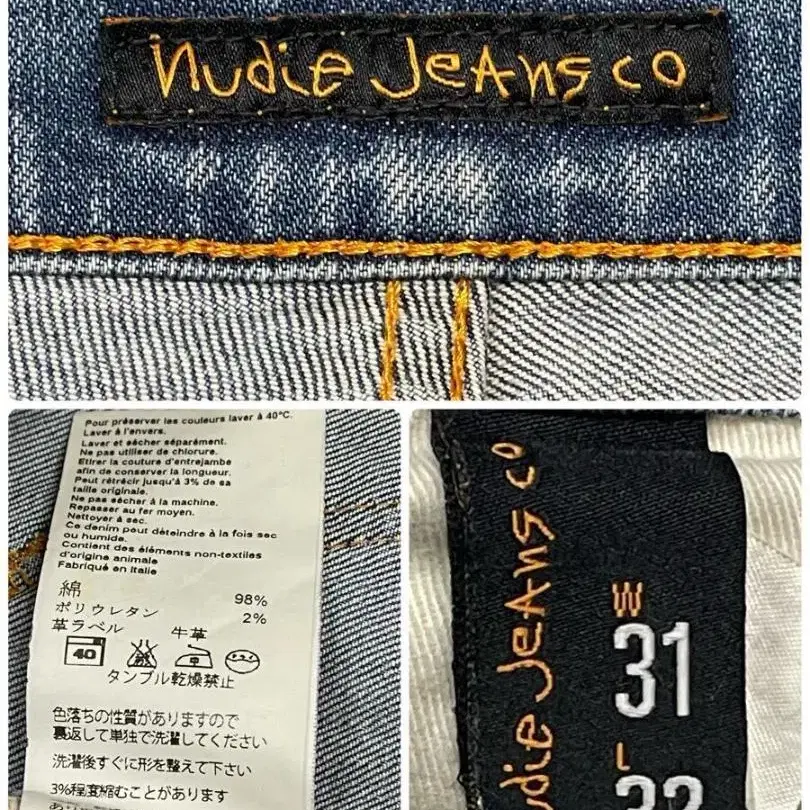 nudie jeans co
Pour préserver les couleurs laver à 40°C.
Laver à l'envers.
Laver et sécher séparément.
Ne pas utiliser de chlorure.
Etirer la couture d'entrejambe
afin de conserver la longueur.
Peut rétrécir jusqu'à 3% de sa
taille originale.
Ne pas sécher à la machine.
Repasser au fer moyen.
Nettoyer à sec.
Ce denim peut déteindre à la fois sec
ou humide.
Contient des éléments non-textiles
d'origine animale
Fabriqué en Italie
綿 98%
ポリウレタン 2%
革ラベル 牛革
40
タンブル乾燥禁止
色落ちの性質がありますので
裏返して単独で洗濯してください
洗濯後すぐに形を整えて下さい
3%程度縮むことがあります
die jeans co
W
31
L